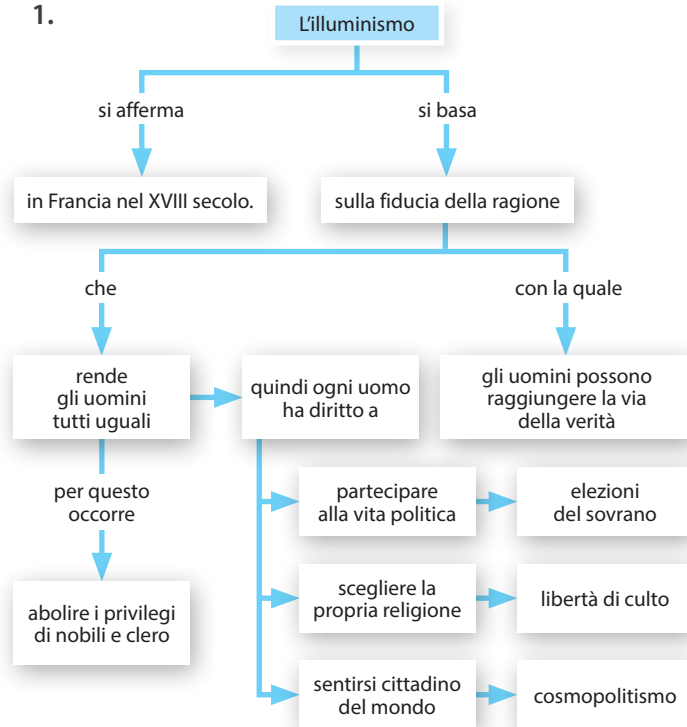 1.
L'illuminismo
si afferma
si basa
in Francia nel XVIII secolo.
sulla fiducia della ragione
che
con la quale
rende
gli uomini
tutti uguali
quindi ogni uomo
ha diritto a
gli uomini possono
raggiungere la via
della verità
per questo
occorre
partecipare
alla vita politica
elezioni
del sovrano
abolire i privilegi
di nobili e clero
scegliere la
propria religione
libertà di culto
sentirsi cittadino
del mondo
cosmopolitismo